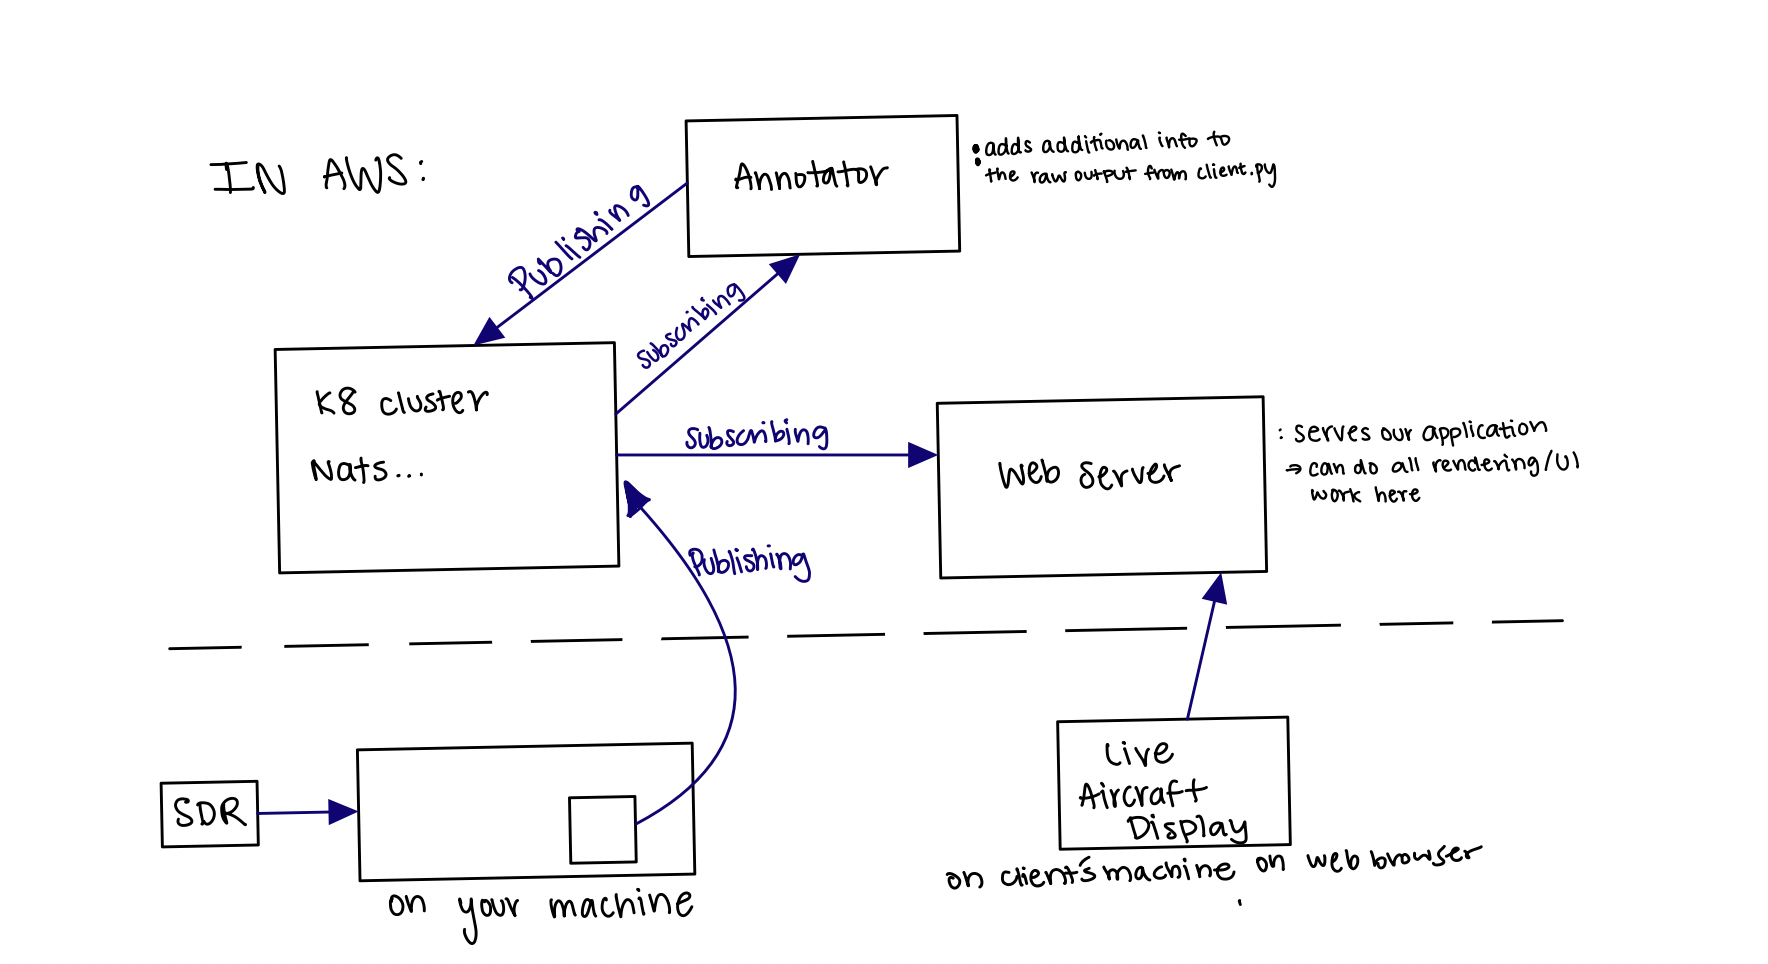 IN AWS:
Annotator
: adds additional info to
the raw output from client.py
Publishing
Subscribing
K8 cluster
Nats...
Subscribing
Web Server
: serves our application
→ can do all rendering/UI
work here
Publishing
SDR
on your machine
Live
Aircraft
Display
on client's machine on web browser